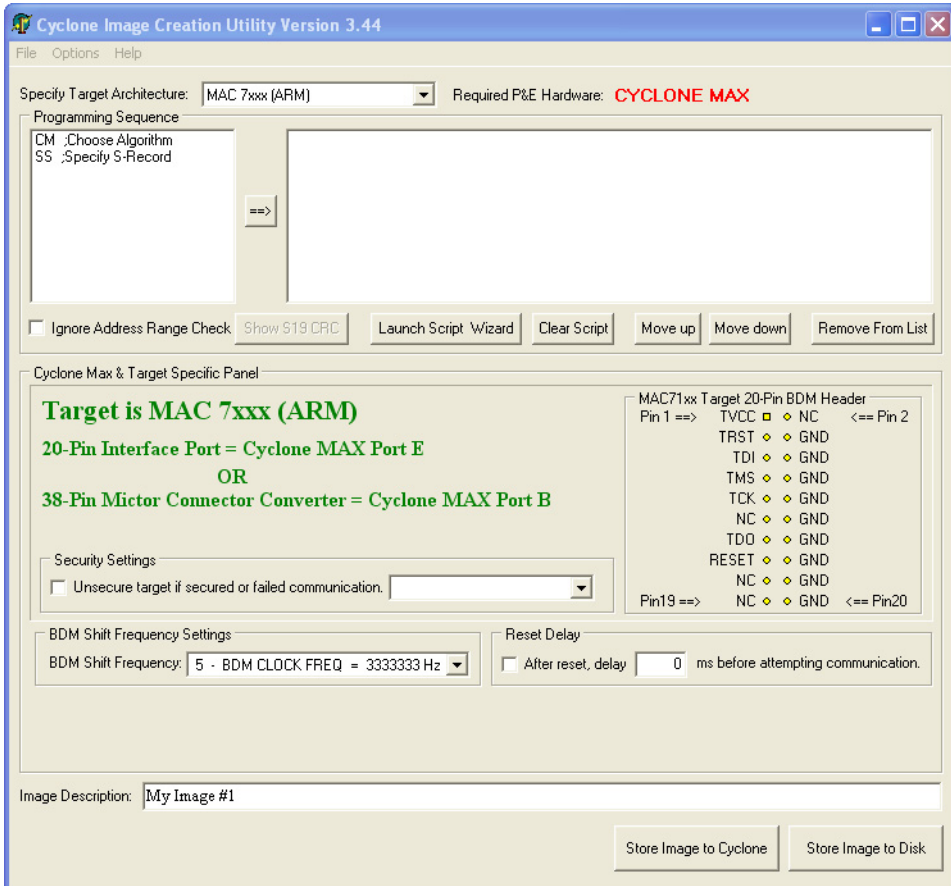 Cyclone Image Creation Utility Version 3.44
File Options Help
Specify Target Architecture: MAC 7xxx (ARM) Required P&E Hardware: CYCLONE MAX
Programming Sequence
CM ;Choose Algorithm
SS ;Specify S-Record
==>
Ignore Address Range Check Show S19 CRC Launch Script Wizard Clear Script Move up Move down Remove From List
Cyclone Max & Target Specific Panel
Target is MAC 7xxx (ARM)
20-Pin Interface Port = Cyclone MAX Port E
OR
38-Pin Mictor Connector Converter = Cyclone MAX Port B
Security Settings
Unsecure target if secured or failed communication.
MAC71xx Target 20-Pin BDM Header
Pin 1 ==> TVCC NC <== Pin 2
TRST GND
TDI GND
TMS GND
TCK GND
NC GND
TDO GND
RESET GND
NC GND
Pin19 ==> NC GND <== Pin20
BDM Shift Frequency Settings
BDM Shift Frequency: 5 - BDM CLOCK FREQ = 3333333 Hz
Reset Delay
After reset, delay 0 ms before attempting communication.
Image Description: My Image #1
Store Image to Cyclone Store Image to Disk